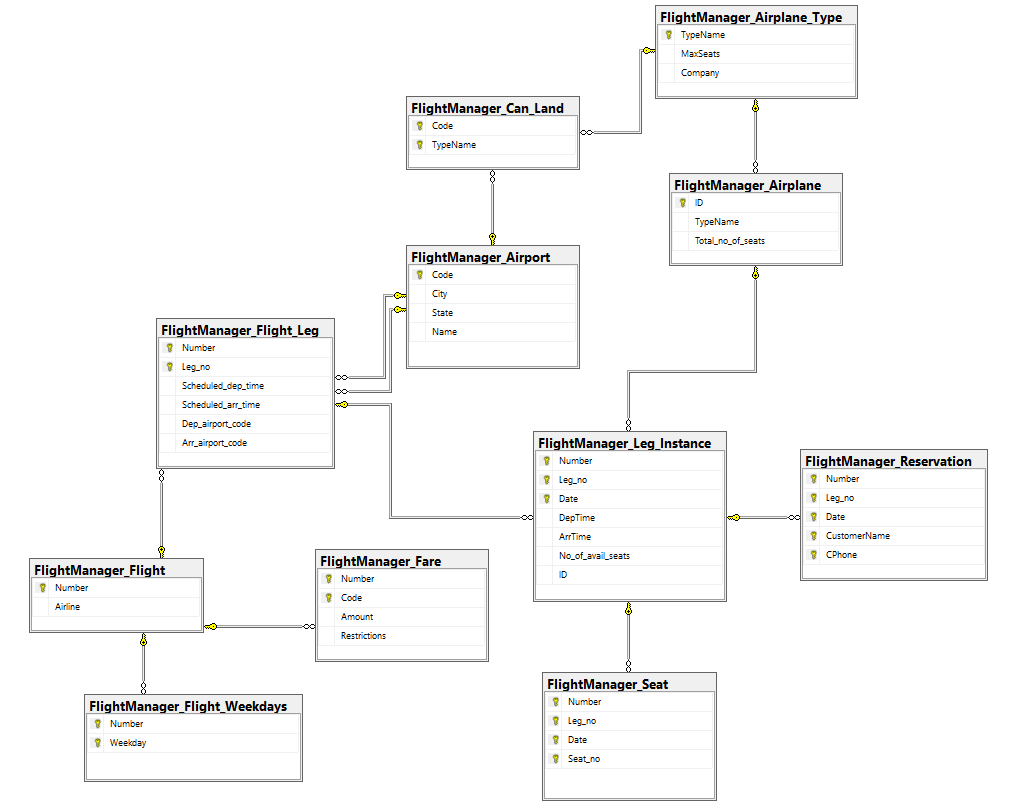 FlightManager_Airplane_Type
TypeName
MaxSeats
Company
FlightManager_Can_Land
Code
TypeName
FlightManager_Airplane
ID
TypeName
Total_no_of_seats
FlightManager_Airport
Code
City
State
Name
FlightManager_Flight_Leg
Number
Leg_no
Scheduled_dep_time
Scheduled_arr_time
Dep_airport_code
Arr_airport_code
FlightManager_Leg_Instance
Number
Leg_no
Date
DepTime
ArrTime
No_of_avail_seats
ID
FlightManager_Reservation
Number
Leg_no
Date
CustomerName
CPhone
FlightManager_Flight
Number
Airline
FlightManager_Fare
Number
Code
Amount
Restrictions
FlightManager_Flight_Weekdays
Number
Weekday
FlightManager_Seat
Number
Leg_no
Date
Seat_no